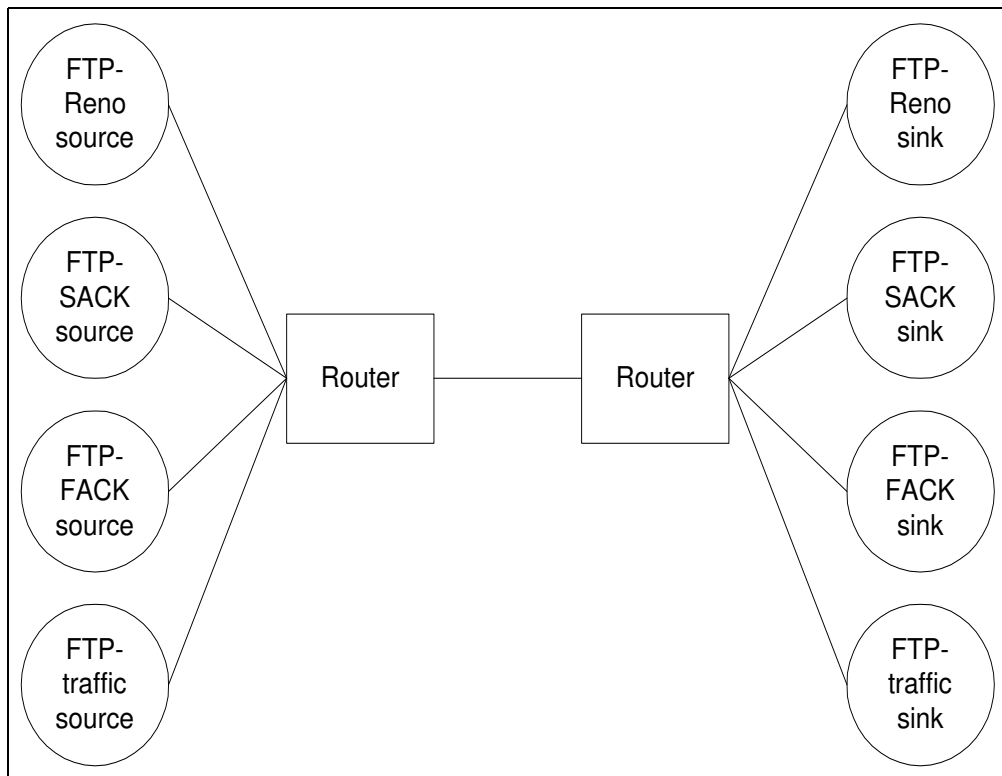 FTP-
Reno
source
FTP-
SACK
source
FTP-
FACK
source
FTP-
traffic
source
Router
Router
FTP-
Reno
sink
FTP-
SACK
sink
FTP-
FACK
sink
FTP-
traffic
sink